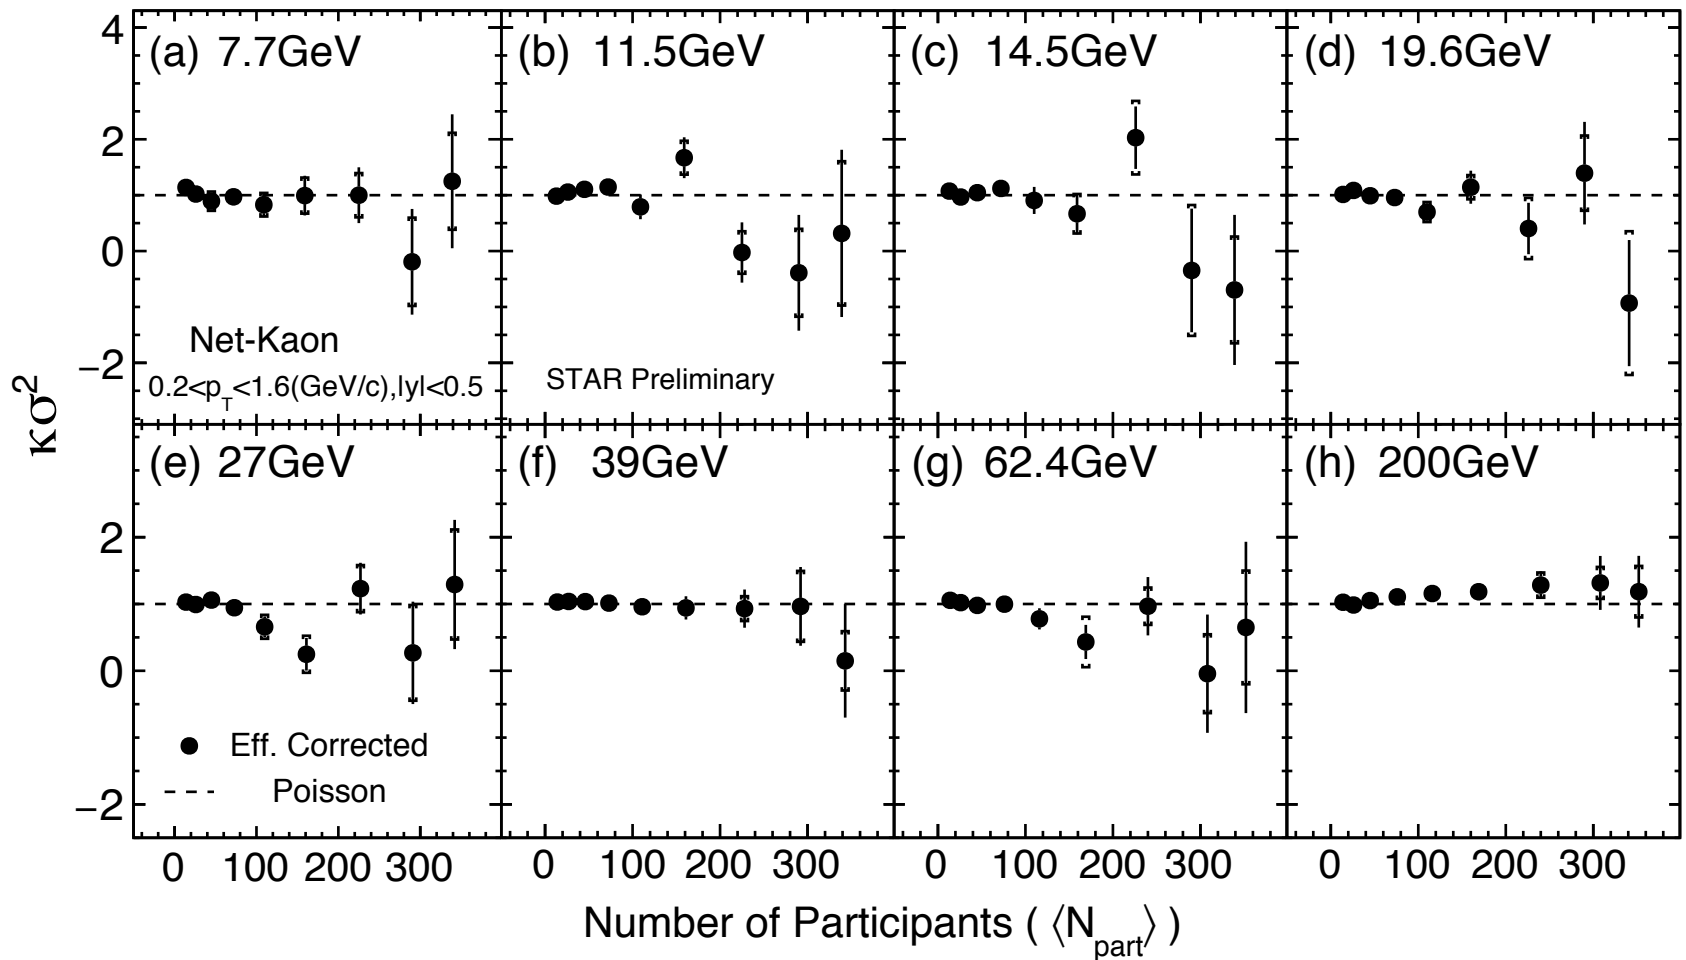 (a) 7.7GeV
(b) 11.5GeV
(c) 14.5GeV
(d) 19.6GeV
4
2
0
−2
Net-Kaon
0.2<p_T<1.6(GeV/c),|y|<0.5
STAR Preliminary
κσ²
(e) 27GeV
(f) 39GeV
(g) 62.4GeV
(h) 200GeV
2
0
−2
Eff. Corrected
Poisson
0 100 200 300
0 100 200 300
0 100 200 300
0 100 200 300
Number of Participants ( ⟨N_part⟩ )